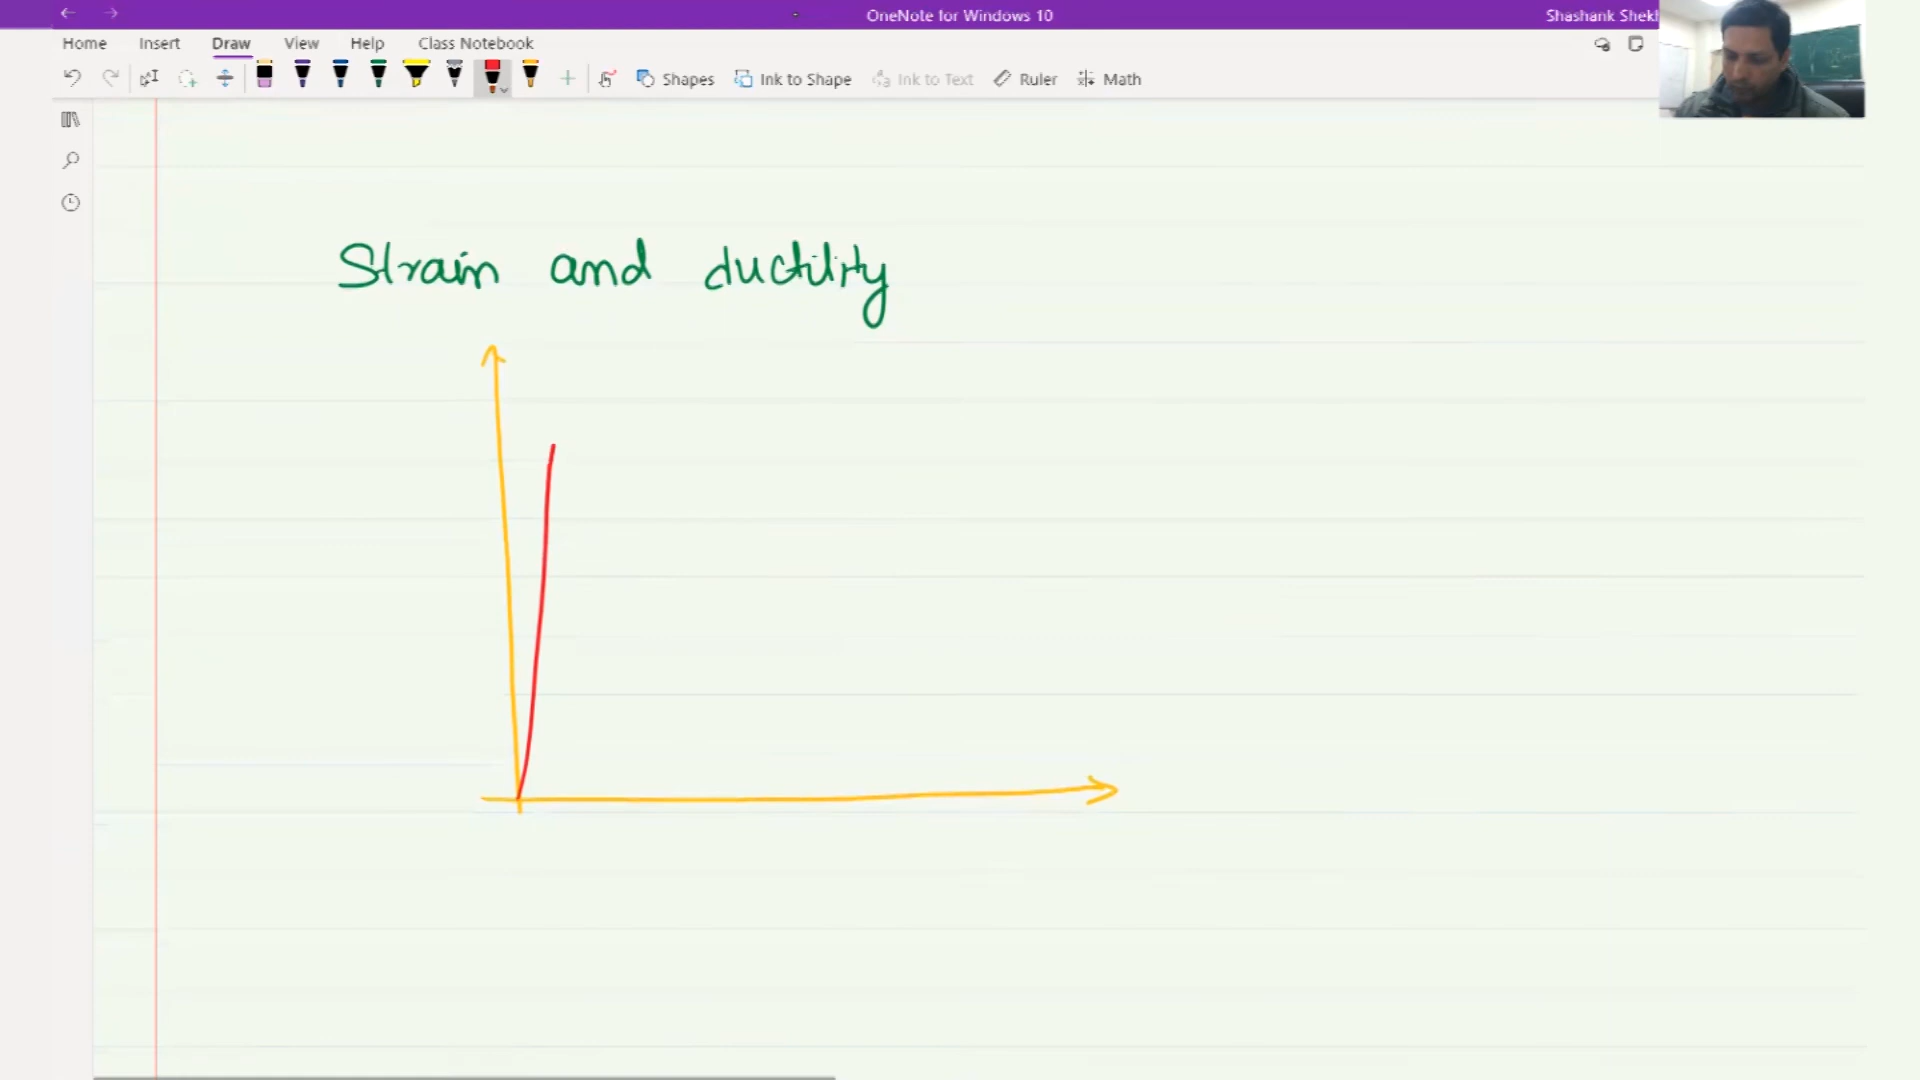 OneNote for Windows 10
Shashank Shekh
Home Insert Draw View Help Class Notebook
Shapes Ink to Shape Ink to Text Ruler Math
Strain and ductility